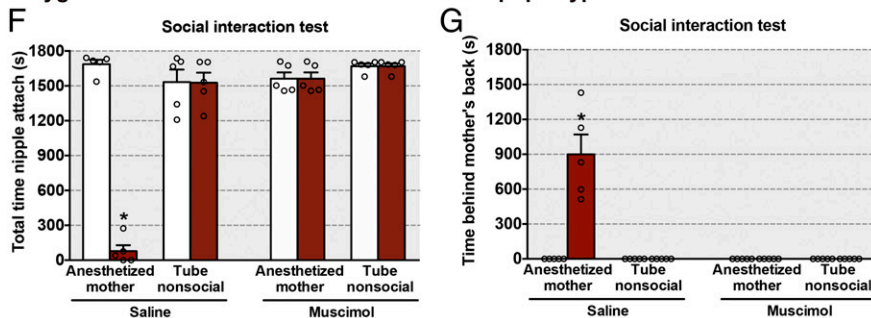 F
Social interaction test
Total time nipple attach (s)
1800
1500
1200
900
600
300
0
*
Anesthetized
mother
Tube
nonsocial
Anesthetized
mother
Tube
nonsocial
Saline
Muscimol
G
Social interaction test
Time behind mother's back (s)
1800
1500
1200
900
600
300
0
*
Anesthetized
mother
Tube
nonsocial
Anesthetized
mother
Tube
nonsocial
Saline
Muscimol